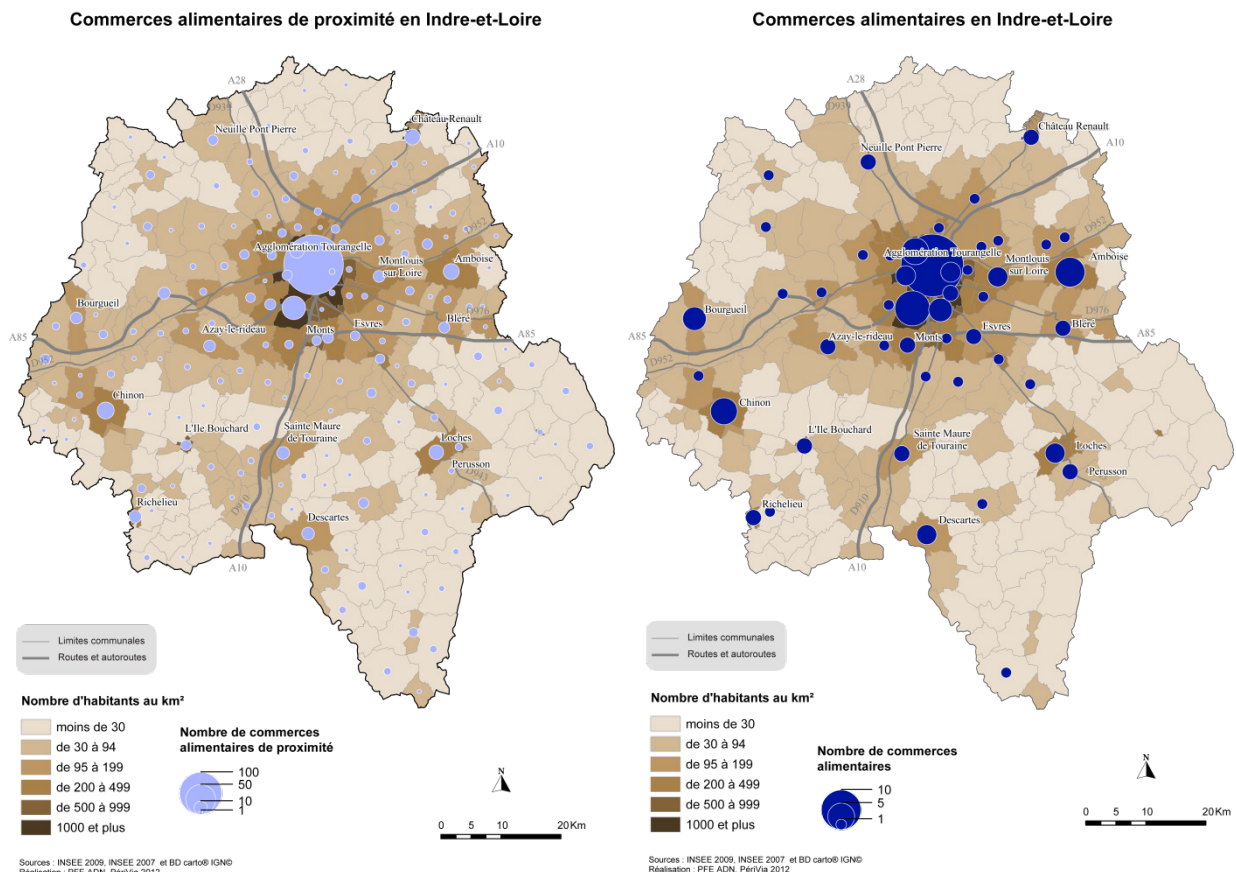 Commerces alimentaires de proximité en Indre-et-Loire
A28
D939
Château Renault
Neuille Pont Pierre
A10
D952
Agglomération Tourangelle
Montlouis
sur Loire
Amboise
Bourgueil
D976
Azay-le-rideau
Monts
Esvres
Bléré
A85
A85
D952
Chinon
L'Ile Bouchard
Sainte Maure
de Touraine
Loches
Perusson
D943
Richelieu
D910
Descartes
A10
Limites communales
Routes et autoroutes
Nombre d'habitants au km²
moins de 30
de 30 à 94
de 95 à 199
de 200 à 499
de 500 à 999
1000 et plus
Nombre de commerces
alimentaires de proximité
100
50
10
1
N
0 5 10 20 Km
Sources : INSEE 2009, INSEE 2007 et BD carto® IGN©
Réalisation : PFE ADN, PériVia 2012
Commerces alimentaires en Indre-et-Loire
A28
D939
Château Renault
Neuille Pont Pierre
A10
D952
Agglomération Tourangelle
Montlouis
sur Loire
Amboise
Bourgueil
D976
Azay-le-rideau
Monts
Esvres
Bléré
A85
A85
D952
Chinon
L'Ile Bouchard
Sainte Maure
de Touraine
Loches
Perusson
Richelieu
D910
Descartes
A10
Limites communales
Routes et autoroutes
Nombre d'habitants au km²
moins de 30
de 30 à 94
de 95 à 199
de 200 à 499
de 500 à 999
1000 et plus
Nombre de commerces
alimentaires
10
5
1
N
0 5 10 20 Km
Sources : INSEE 2009, INSEE 2007 et BD carto® IGN©
Réalisation : PFE ADN, PériVia 2012